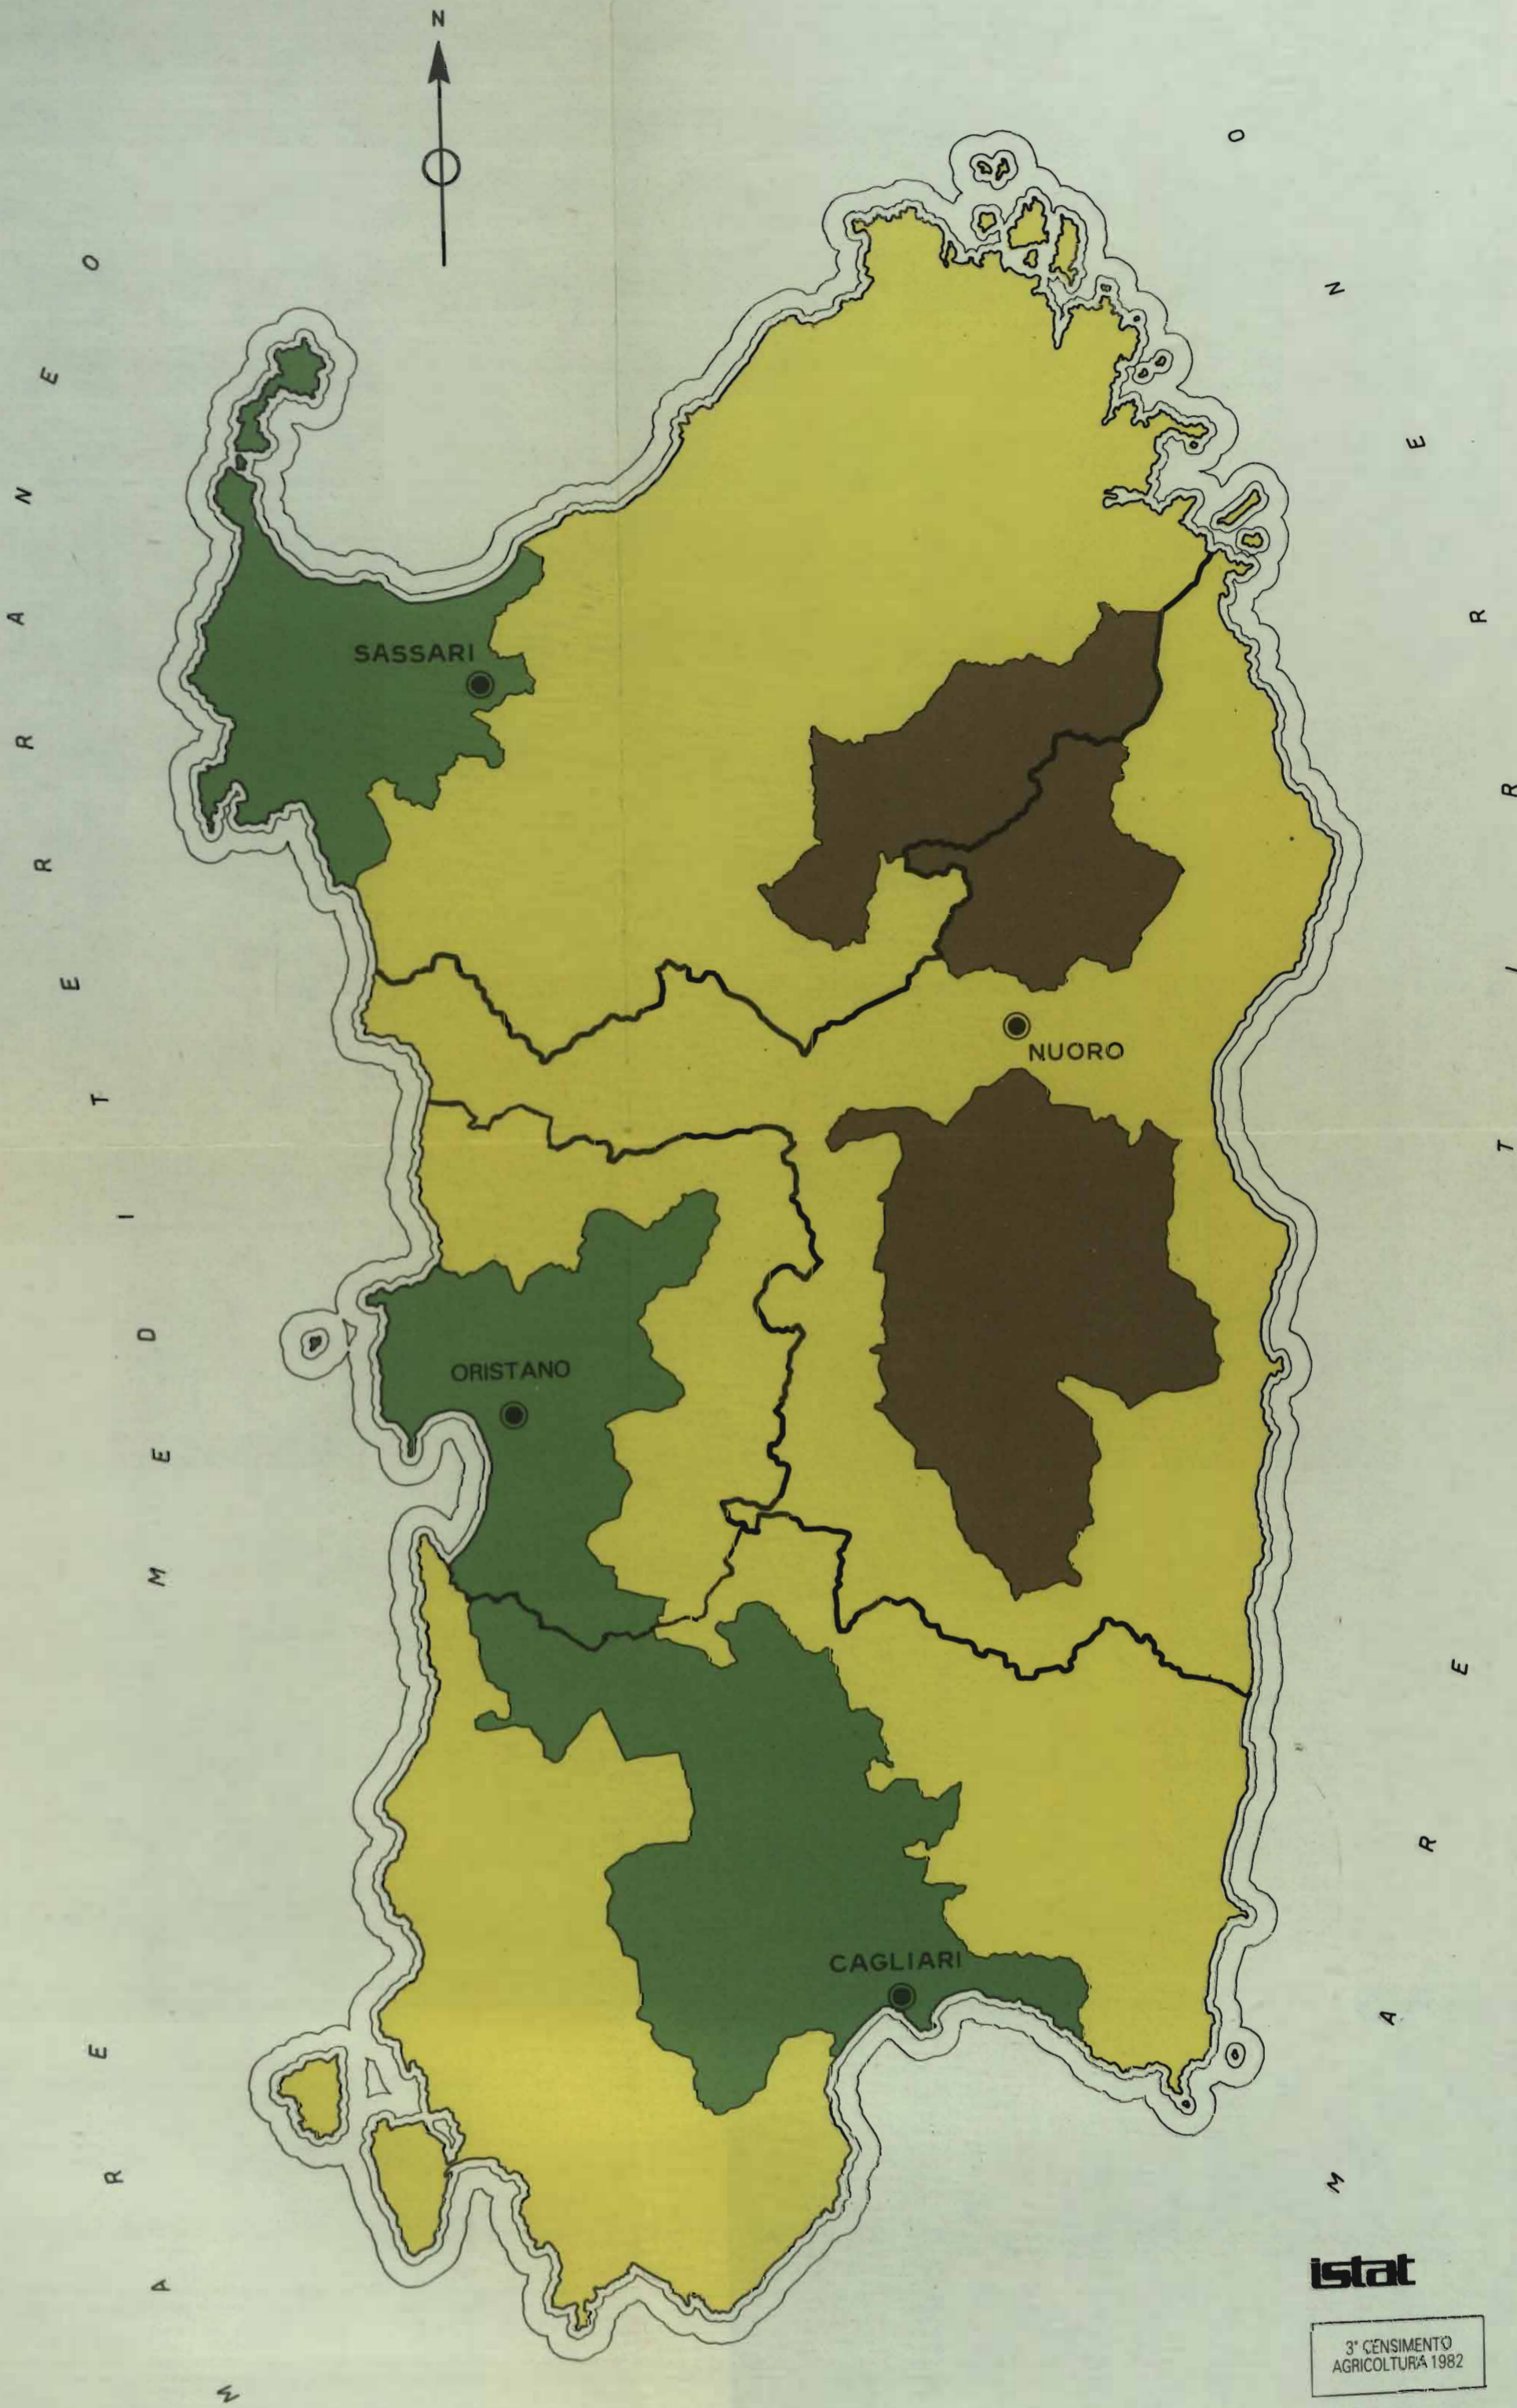 N
MARE MEDITERRANEO
MARE TIRRENO
SASSARI
NUORO
ORISTANO
CAGLIARI
istat
3° CENSIMENTO
AGRICOLTURA 1982